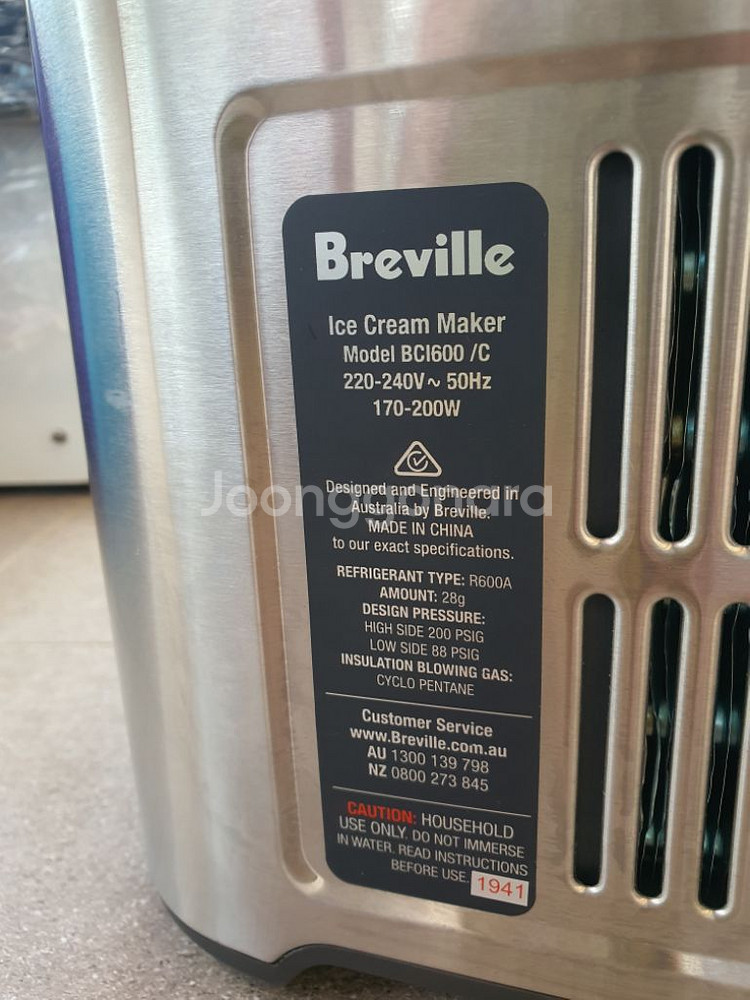 Breville
Ice Cream Maker
Model BCI600 /C
220-240V~ 50Hz
170-200W
Joonggonara
Designed and Engineered in
Australia by Breville.
MADE IN CHINA
to our exact specifications.
REFRIGERANT TYPE: R600A
AMOUNT: 28g
DESIGN PRESSURE:
HIGH SIDE 200 PSIG
LOW SIDE 88 PSIG
INSULATION BLOWING GAS:
CYCLO PENTANE
Customer Service
www.Breville.com.au
AU 1300 139 798
NZ 0800 273 845
CAUTION: HOUSEHOLD
USE ONLY. DO NOT IMMERSE
IN WATER. READ INSTRUCTIONS
BEFORE USE.
1941